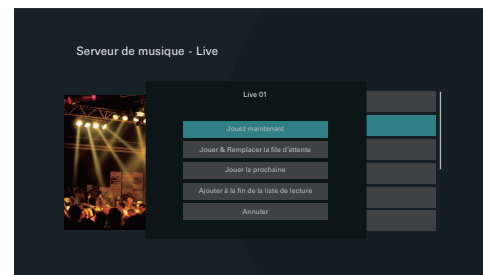 Serveur de musique - Live
Live 01
Jouez maintenant
Jouer & Remplacer la file d'attente
Jouer la prochaine
Ajouter à la fin de la liste de lecture
Annuler